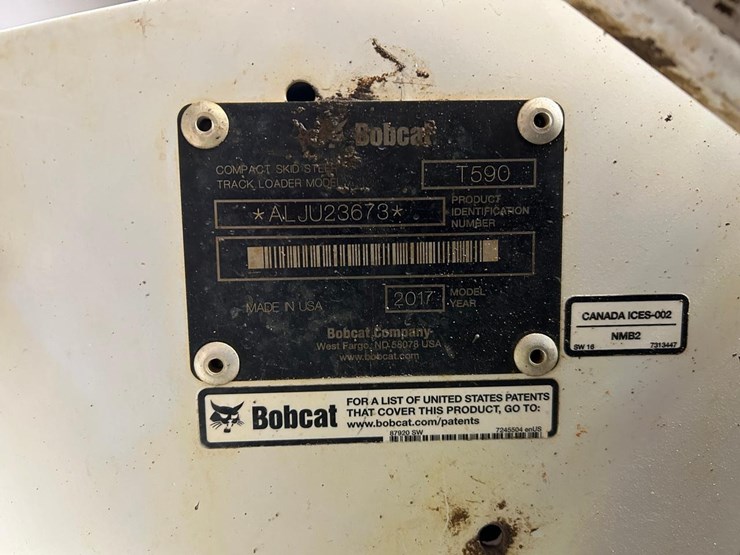 Bobcat
COMPACT SKID STEER
TRACK LOADER MODEL
T590
*ALJU23673*
PRODUCT
IDENTIFICATION
NUMBER
MADE IN USA
2017
MODEL
YEAR
Bobcat Company
West Fargo, ND 58078 USA
www.bobcat.com
CANADA ICES-002
NMB2
SW 16 7313447
Bobcat
FOR A LIST OF UNITED STATES PATENTS
THAT COVER THIS PRODUCT, GO TO:
www.bobcat.com/patents
87920 SW 7245504 enUS